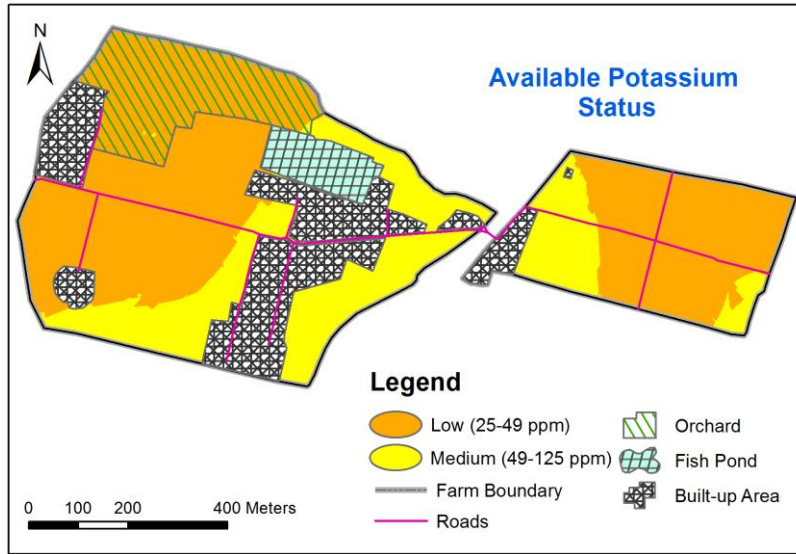 N
Available Potassium
Status
Legend
Low (25-49 ppm)
Medium (49-125 ppm)
Farm Boundary
Roads
Orchard
Fish Pond
Built-up Area
0 100 200 400 Meters